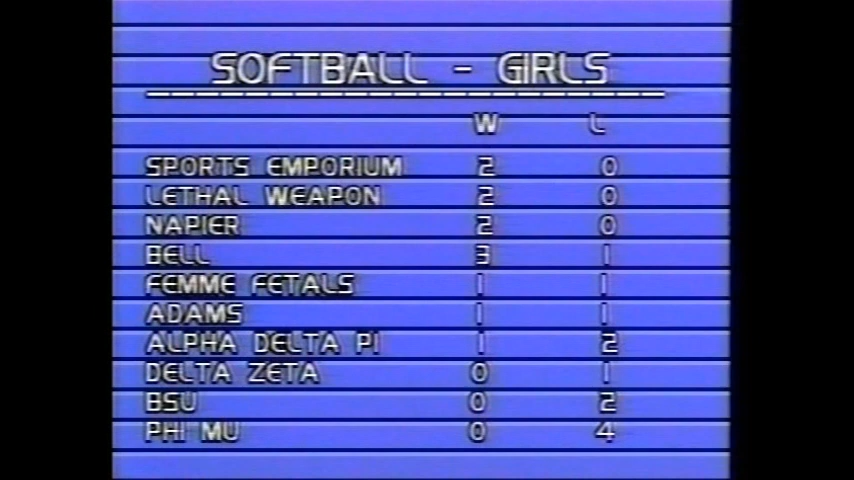 SOFTBALL - GIRLS
W L
SPORTS EMPORIUM 2 0
LETHAL WEAPON 2 0
NAPIER 2 0
BELL 3 1
FEMME FETALS 1 1
ADAMS 1 1
ALPHA DELTA PI 1 2
DELTA ZETA 0 1
BSU 0 2
PHI MU 0 4